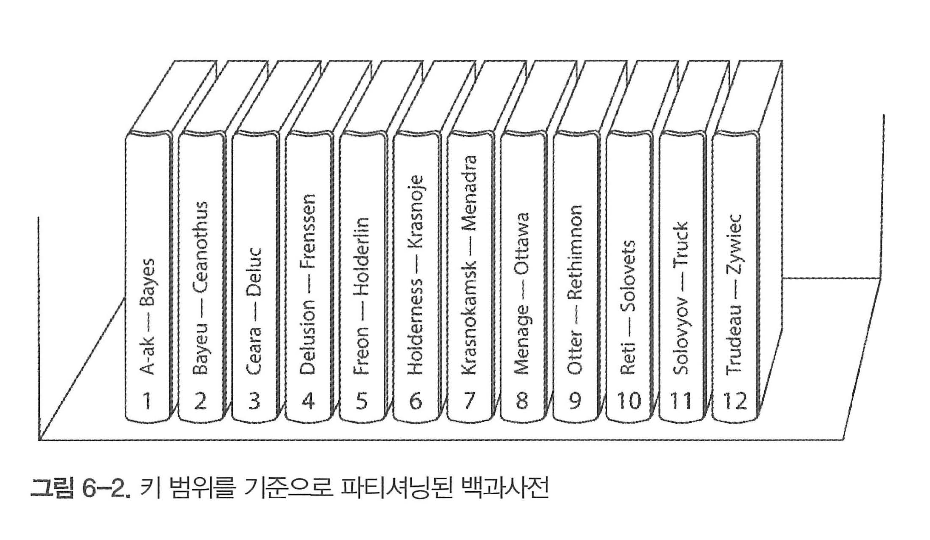 A-ak — Bayes
1
Bayeu — Ceanothus
2
Ceara — Deluc
3
Delusion — Frenssen
4
Freon — Holderlin
5
Holderness — Krasnoje
6
Krasnokamsk — Menadra
7
Menage — Ottawa
8
Otter — Rethimnon
9
Reti — Solovets
10
Solovyov — Truck
11
Trudeau — Zywiec
12
그림 6-2. 키 범위를 기준으로 파티셔닝된 백과사전